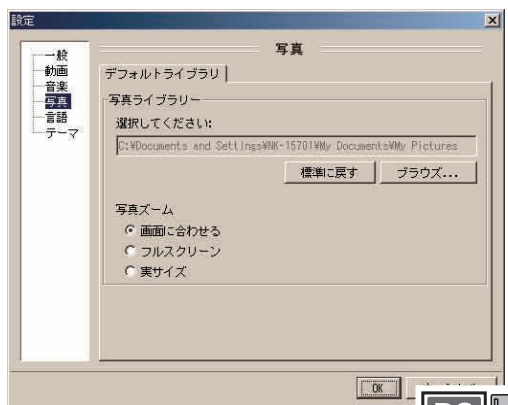 設定
一般
動画
音楽
写真
言語
テーマ
写真
デフォルトライブラリ
写真ライブラリー
選択してください:
C:¥Documents and Settings¥NK-15701¥My Documents¥My Pictures
標準に戻す
ブラウズ...
写真ズーム
画面に合わせる
フルスクリーン
実サイズ
OK